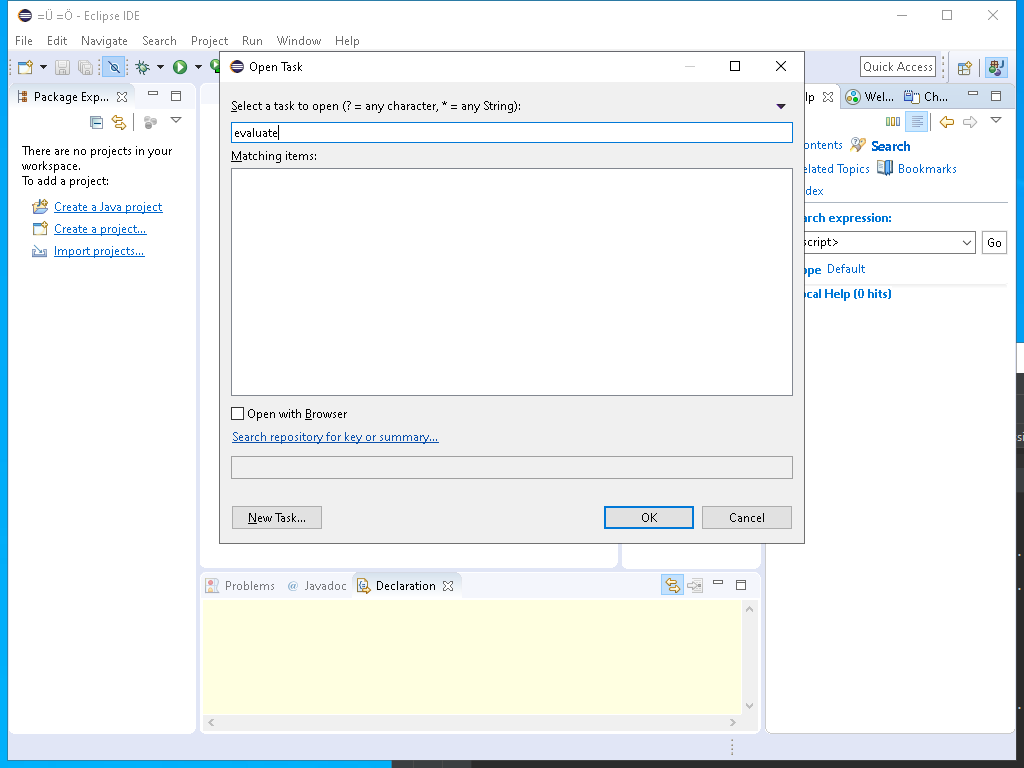 =Ü =Ö - Eclipse IDE
File Edit Navigate Search Project Run Window Help
Quick Access
Package Exp...
There are no projects in your
workspace.
To add a project:
Create a Java project
Create a project...
Import projects...
Open Task
Select a task to open (? = any character, * = any String):
evaluate
Matching items:
Open with Browser
Search repository for key or summary...
New Task...
OK
Cancel
lp
Wel...
Ch...
ontents
Search
elated Topics
Bookmarks
dex
arch expression:
script>
Go
ope Default
ocal Help (0 hits)
Problems
@ Javadoc
Declaration